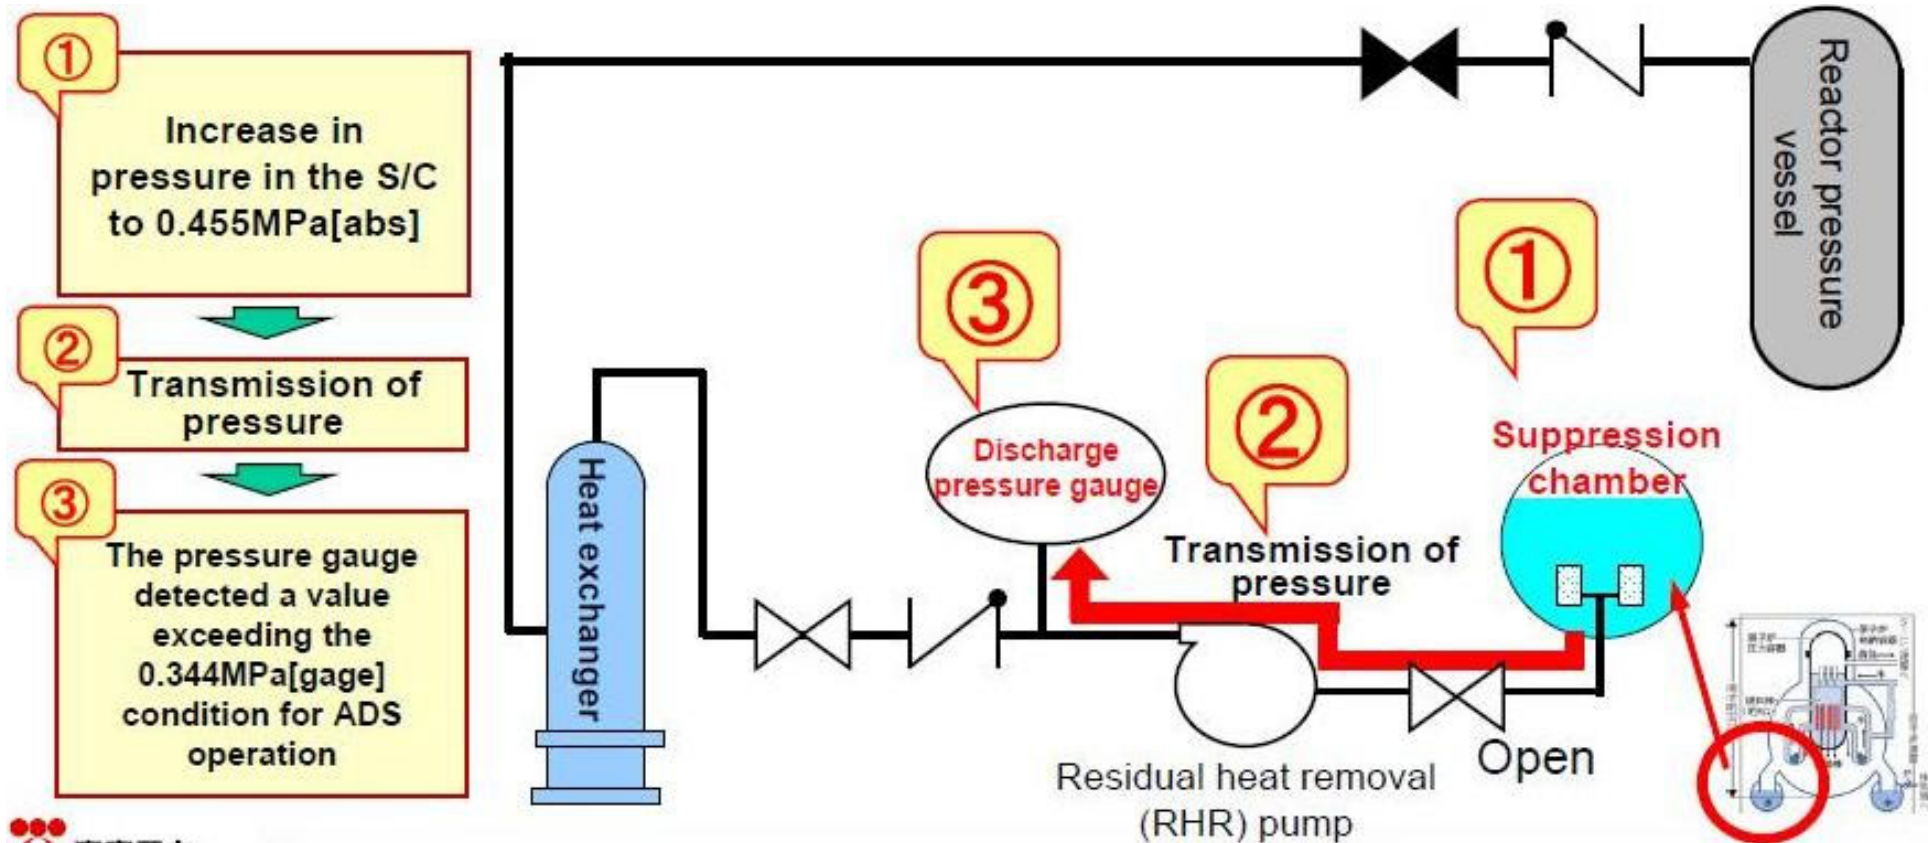 ①
Increase in
pressure in the S/C
to 0.455MPa[abs]
②
Transmission of
pressure
③
The pressure gauge
detected a value
exceeding the
0.344MPa[gage]
condition for ADS
operation
Reactor pressure
vessel
①
③
②
Suppression
chamber
Discharge
pressure gauge
Transmission of
pressure
Heat exchanger
Open
Residual heat removal
(RHR) pump